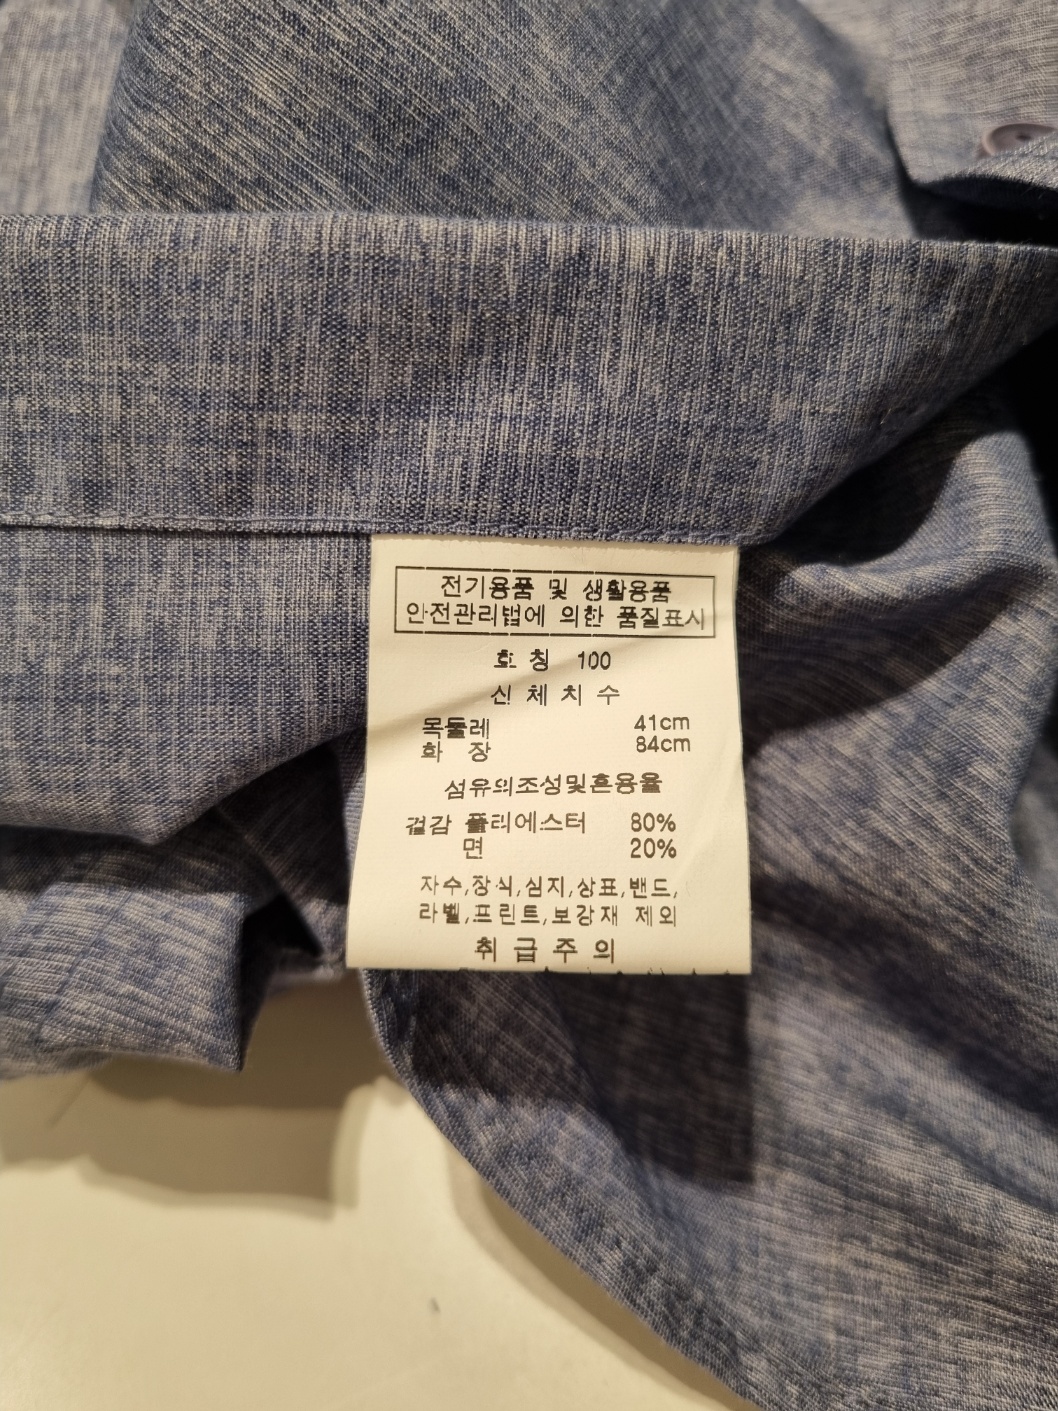 전기용품 및 생활용품
안전관리법에 의한 품질표시
호 칭 100
신 체 치 수
목둘레 41cm
화 장 84cm
섬유의조성및혼용율
겉감 폴리에스터 80%
면 20%
자수,장식,심지,상표,밴드,
라벨,프린트,보강재 제외
취 급 주 의